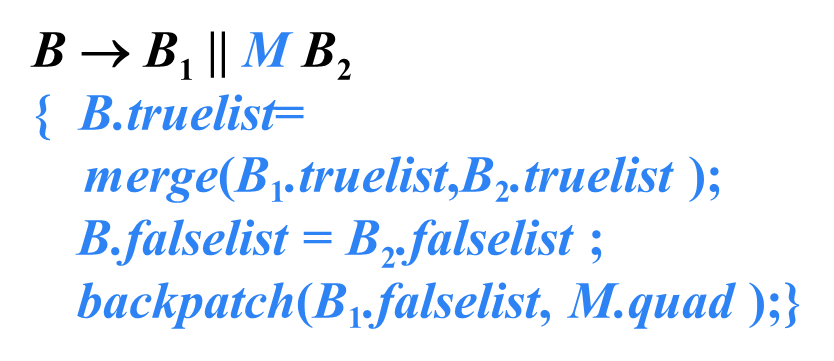 B → B₁ || M B₂
{ B.truelist=
merge(B₁.truelist,B₂.truelist );
B.falselist = B₂.falselist ;
backpatch(B₁.falselist, M.quad );}